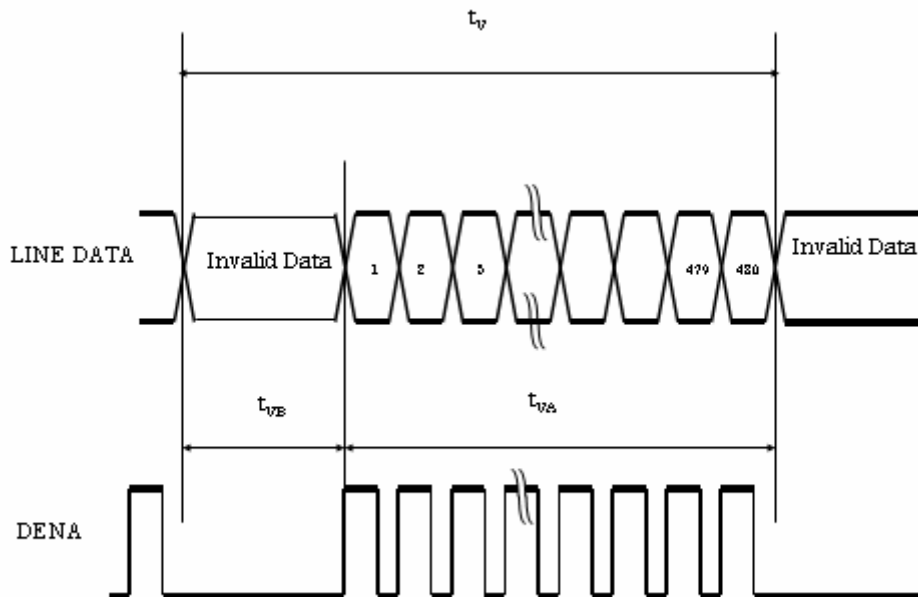 tV
LINE DATA
Invalid Data
1
2
3
479
480
Invalid Data
tVB
tVA
DENA